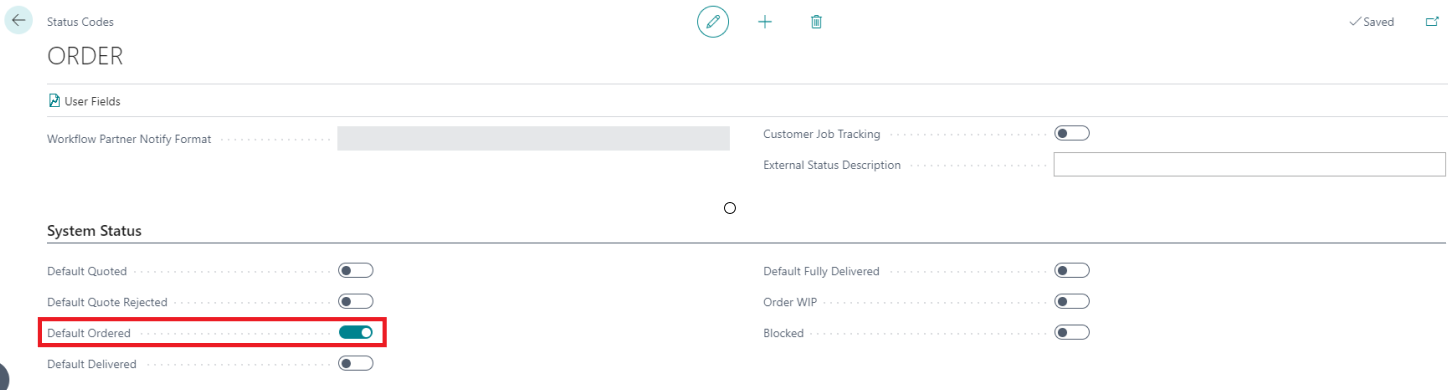 Status Codes
Saved
ORDER
User Fields
Workflow Partner Notify Format
Customer Job Tracking
External Status Description
System Status
Default Quoted
Default Fully Delivered
Default Quote Rejected
Order WIP
Default Ordered
Blocked
Default Delivered